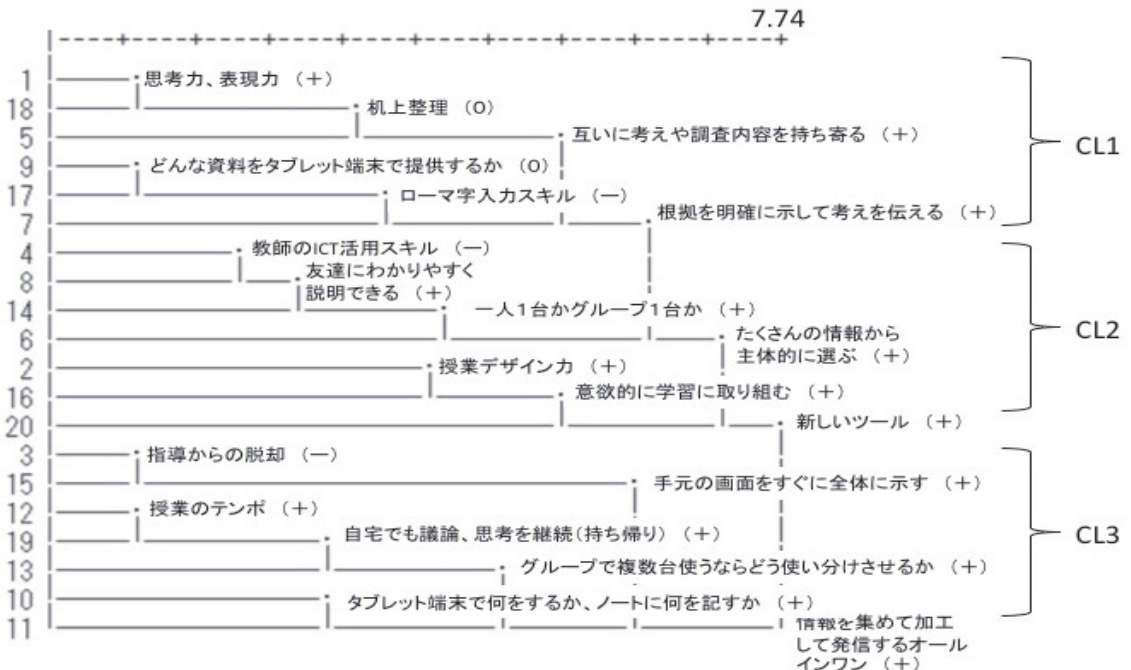 7.74
1 思考力、表現力 （+）
18 机上整理 （0）
5 互いに考えや調査内容を持ち寄る （+）
9 どんな資料をタブレット端末で提供するか （0）
17 ローマ字入力スキル （ー）
7 根拠を明確に示して考えを伝える （+）
CL1
4 教師のICT活用スキル （ー）
8 友達にわかりやすく
説明できる （+）
14 一人1台かグループ1台か （+）
6 たくさんの情報から
主体的に選ぶ （+）
CL2
2 授業デザイン力 （+）
16 意欲的に学習に取り組む （+）
20 新しいツール （+）
3 指導からの脱却 （ー）
15 手元の画面をすぐに全体に示す （+）
12 授業のテンポ （+）
19 自宅でも議論、思考を継続（持ち帰り） （+）
CL3
13 グループで複数台使うならどう使い分けさせるか （+）
10 タブレット端末で何をするか、ノートに何を記すか （+）
11 情報を集めて加工
して発信するオール
インワン （+）